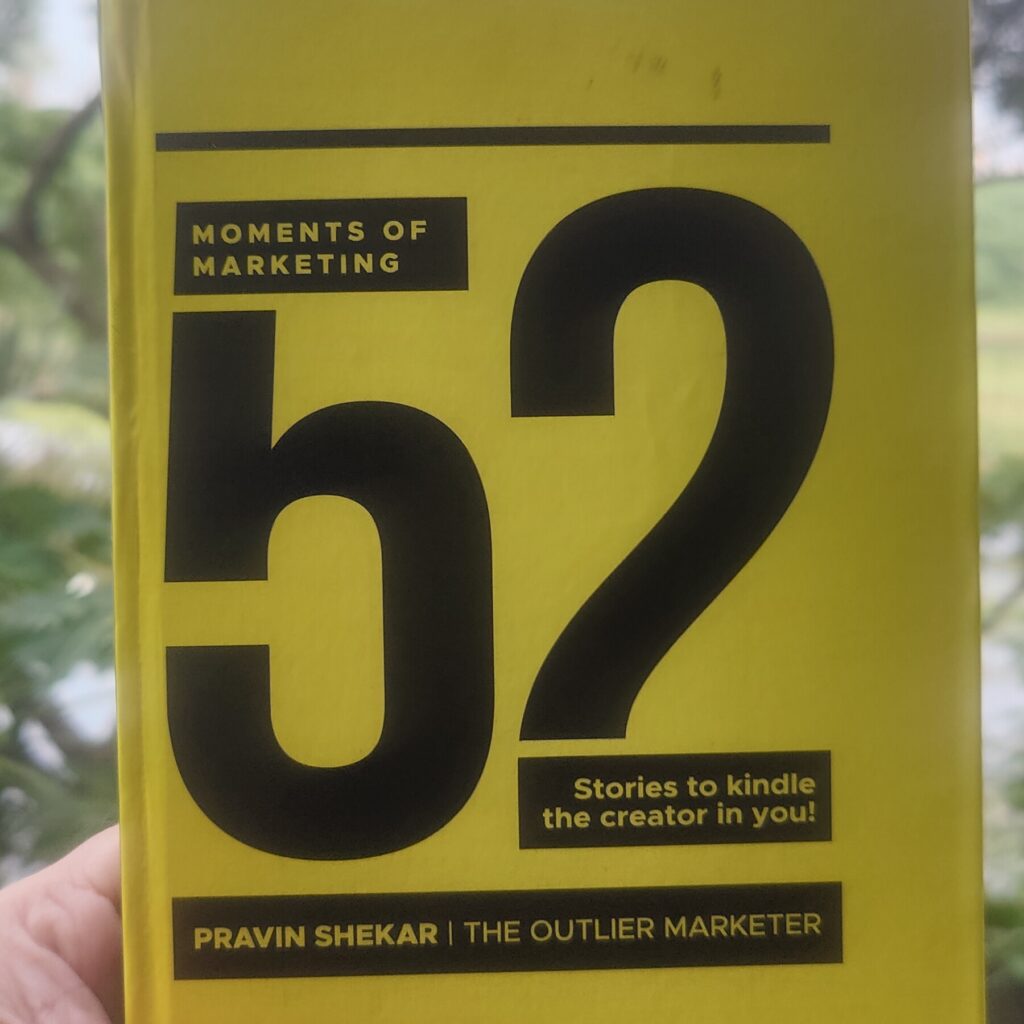 MOMENTS OF
MARKETING
52
Stories to kindle
the creator in you!
PRAVIN SHEKAR | THE OUTLIER MARKETER